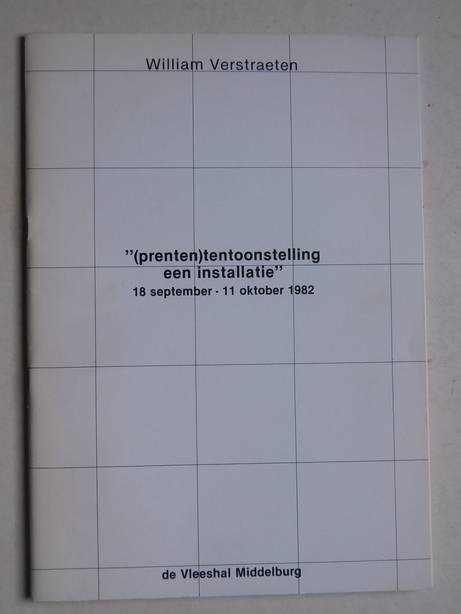 William Verstraeten
”(prenten)tentoonstelling
een installatie”
18 september - 11 oktober 1982
de Vleeshal Middelburg